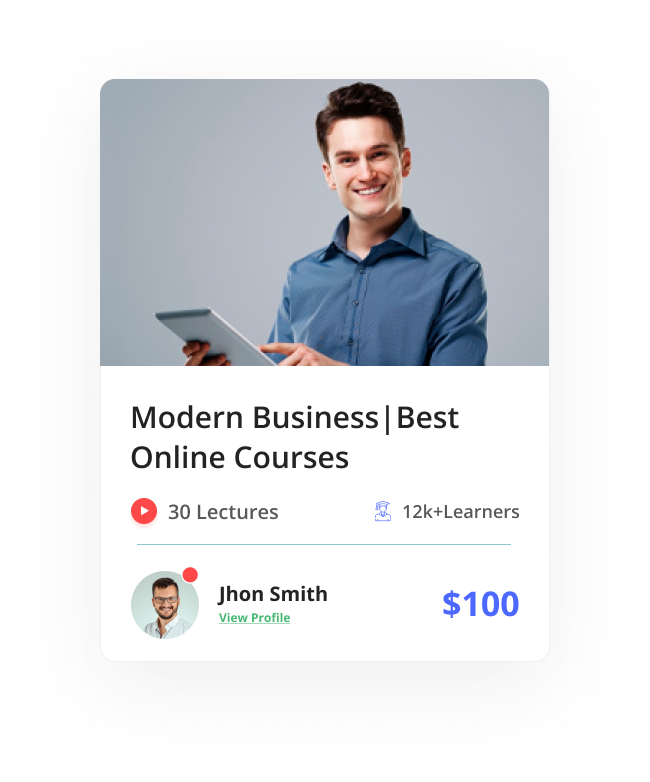 Modern Business|Best
Online Courses
30 Lectures
12k+Learners
Jhon Smith
View Profile
$100